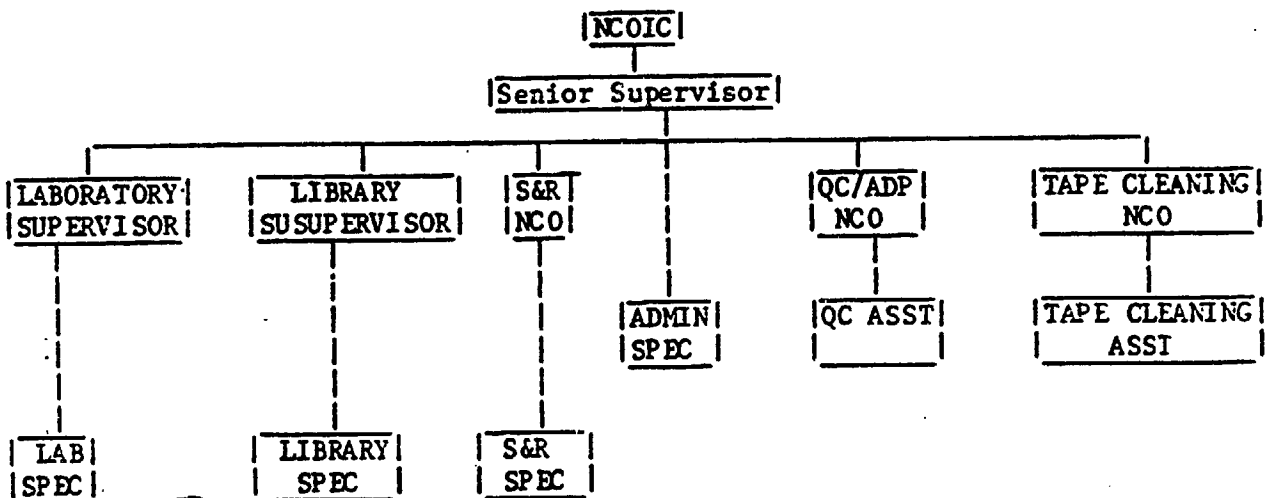 NCOIC
Senior Supervisor
LABORATORY
SUPERVISOR
LIBRARY
SUSUPERVISOR
S&R
NCO
QC/ADP
NCO
TAPE CLEANING
NCO
ADMIN
SPEC
QC ASST
TAPE CLEANING
ASSI
LAB
SPEC
LIBRARY
SPEC
S&R
SPEC